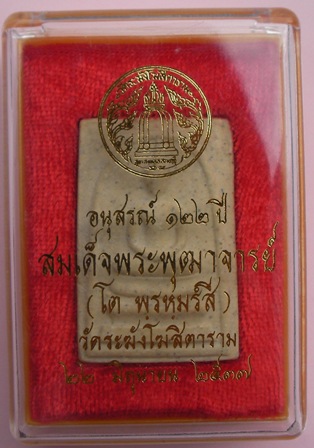 อนุสรณ์ ๑๒๒ ปี
สมเด็จพระพุฒาจารย์
(โต พฺรหฺมรํสี)
วัดระฆังโฆสิตาราม
๒๒ มิถุนายน ๒๕๓๗